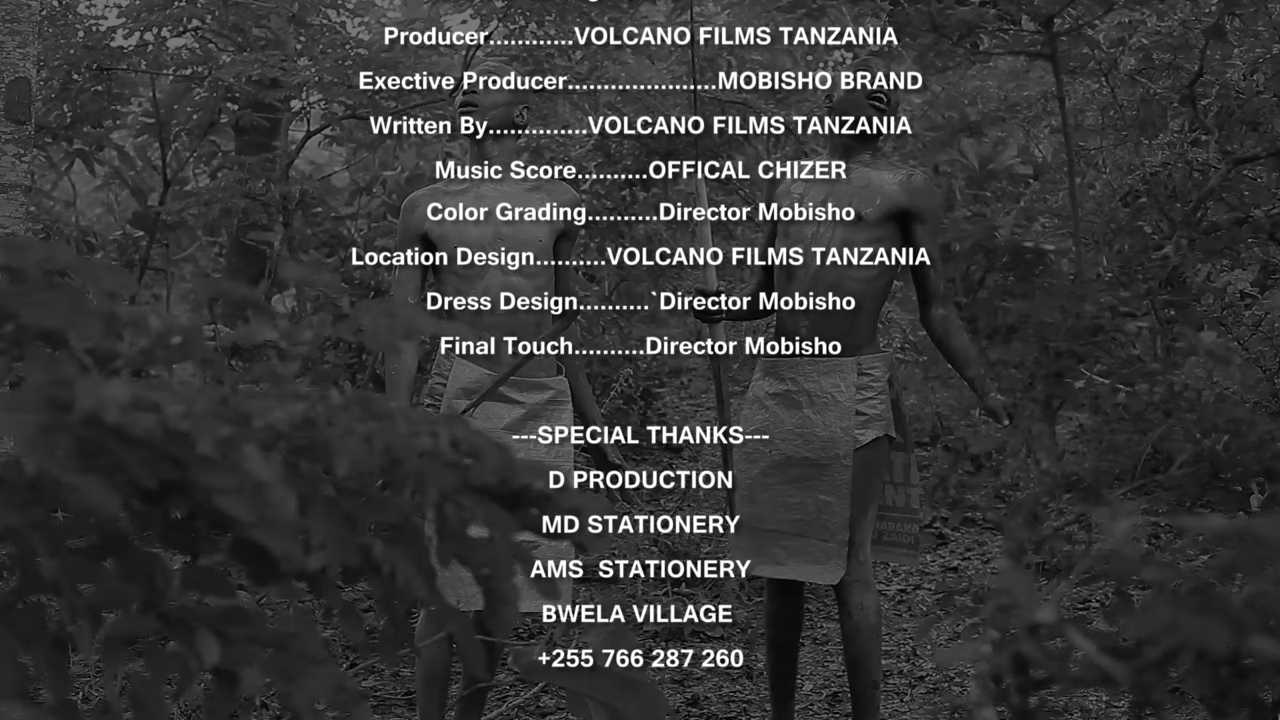 Producer............VOLCANO FILMS TANZANIA
Exective Producer.....................MOBISHO BRAND
Written By..............VOLCANO FILMS TANZANIA
Music Score..........OFFICAL CHIZER
Color Grading..........Director Mobisho
Location Design..........VOLCANO FILMS TANZANIA
Dress Design..........`Director Mobisho
Final Touch..........Director Mobisho
---SPECIAL THANKS---
D PRODUCTION
MD STATIONERY
AMS  STATIONERY
BWELA VILLAGE
+255 766 287 260